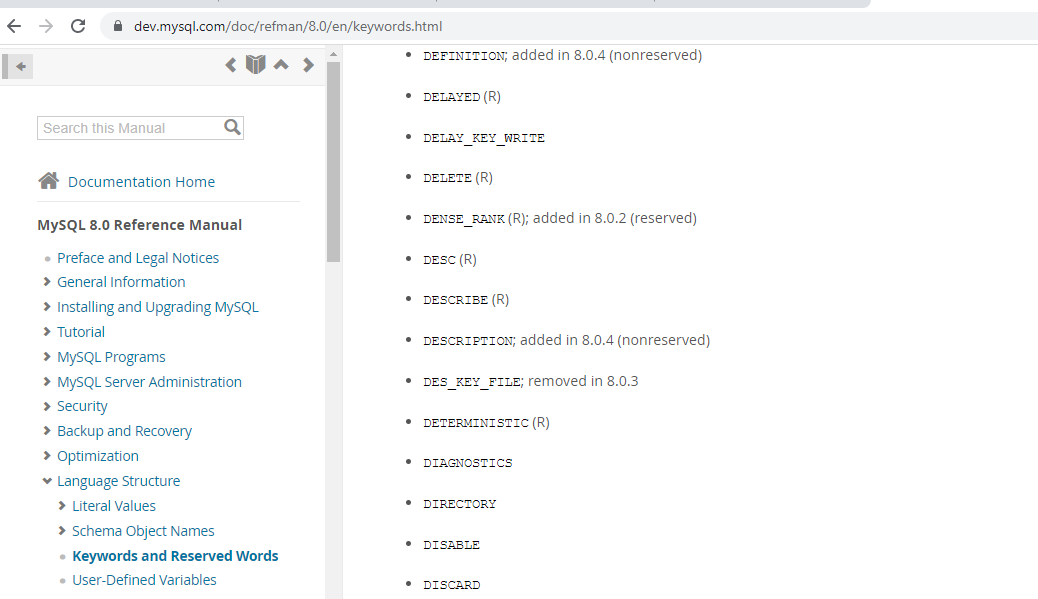 dev.mysql.com/doc/refman/8.0/en/keywords.html
Search this Manual
Documentation Home
MySQL 8.0 Reference Manual
Preface and Legal Notices
General Information
Installing and Upgrading MySQL
Tutorial
MySQL Programs
MySQL Server Administration
Security
Backup and Recovery
Optimization
Language Structure
Literal Values
Schema Object Names
Keywords and Reserved Words
User-Defined Variables
DEFINITION; added in 8.0.4 (nonreserved)
DELAYED (R)
DELAY_KEY_WRITE
DELETE (R)
DENSE_RANK (R); added in 8.0.2 (reserved)
DESC (R)
DESCRIBE (R)
DESCRIPTION; added in 8.0.4 (nonreserved)
DES_KEY_FILE; removed in 8.0.3
DETERMINISTIC (R)
DIAGNOSTICS
DIRECTORY
DISABLE
DISCARD